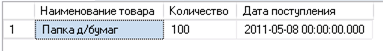 Наименование товара Количество Дата поступления
1 Папка д/бумаг 100 2011-05-08 00:00:00.000